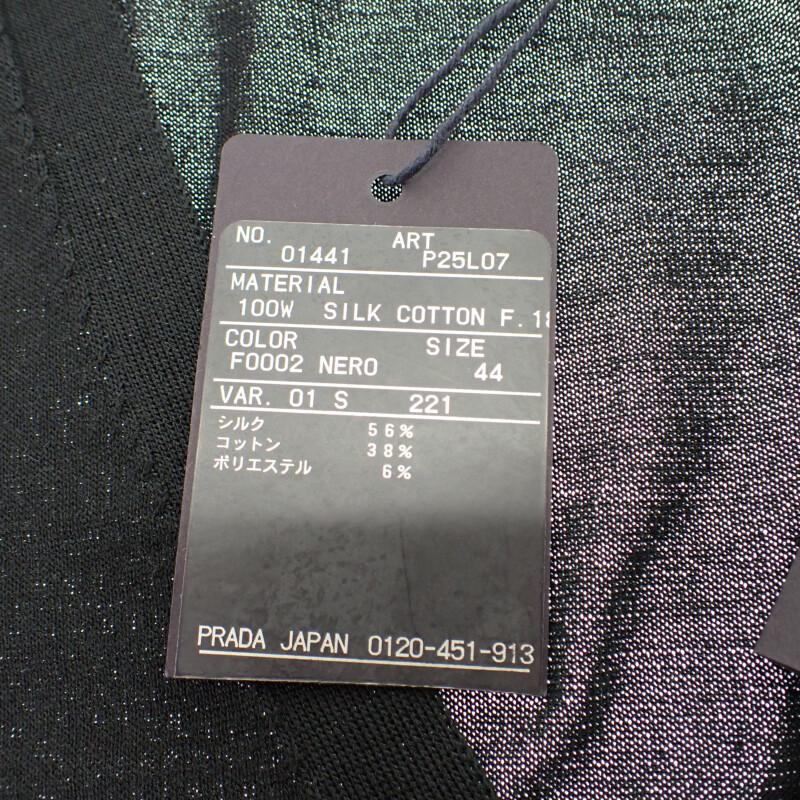 NO. ART
01441 P25L07
MATERIAL
100W SILK COTTON F.18
COLOR SIZE
F0002 NERO 44
VAR. 01 S 221
シルク 56%
コットン 38%
ポリエステル 6%
PRADA JAPAN 0120-451-913